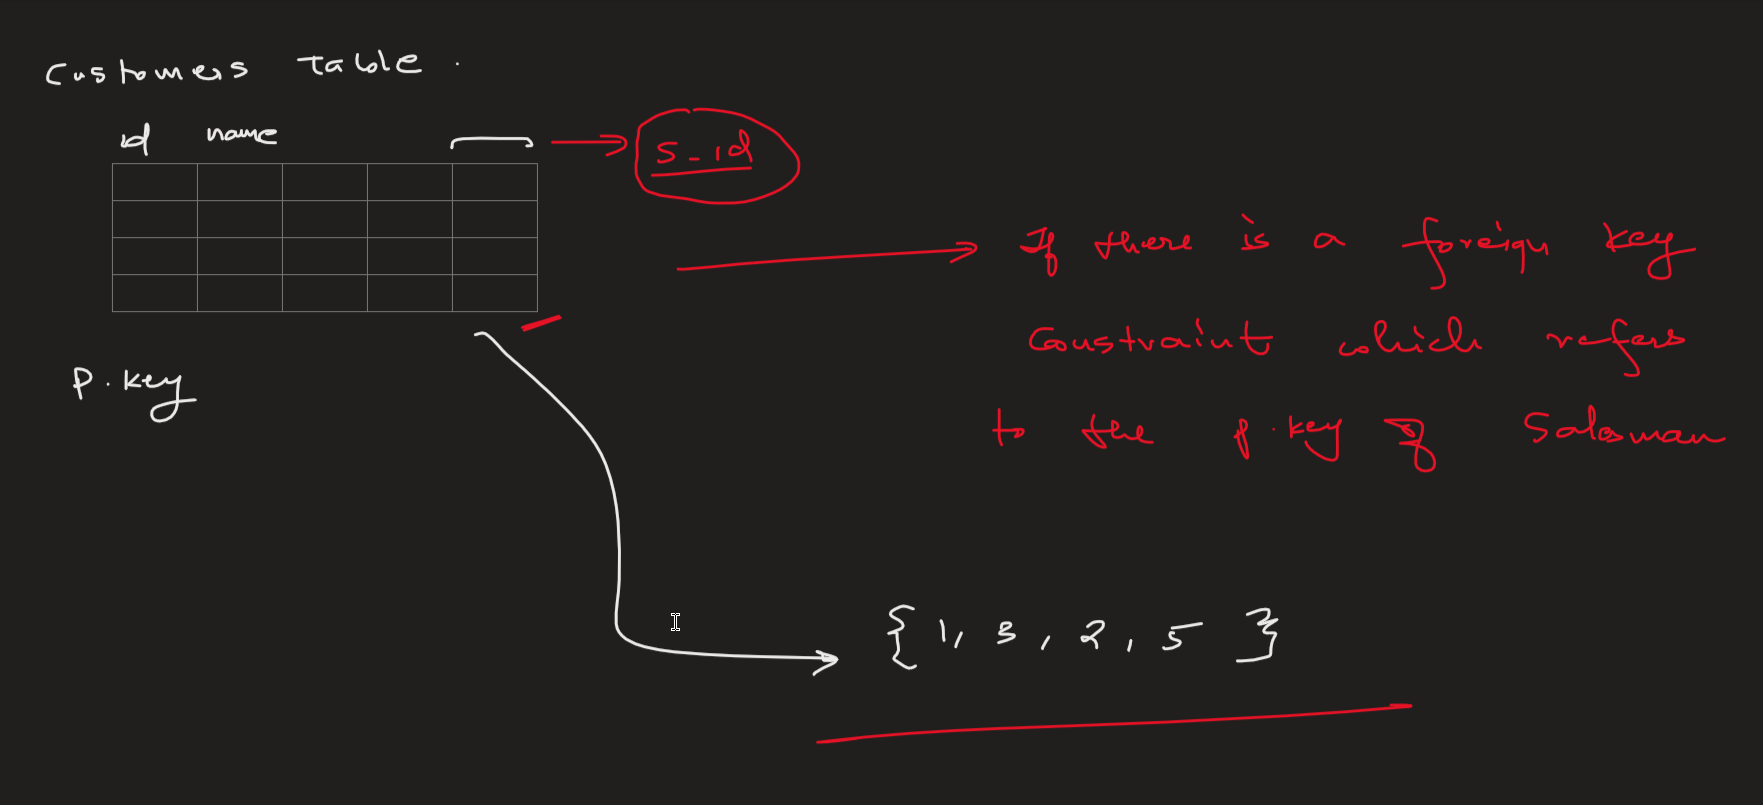 Customers Table .
id name
s_id
If there is a foreign key
Constraint which refers
to the p.key of Salesman
P.key
{ 1, 3, 2, 5 }